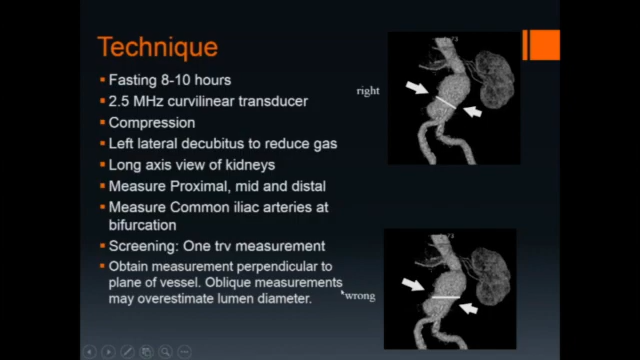 Technique
Fasting 8-10 hours
2.5 MHz curvilinear transducer
Compression
Left lateral decubitus to reduce gas
Long axis view of kidneys
Measure Proximal, mid and distal
Measure Common iliac arteries at
bifurcation
Screening: One trv measurement
Obtain measurement perpendicular to
plane of vessel. Oblique measurements
may overestimate lumen diameter.
right
wrong